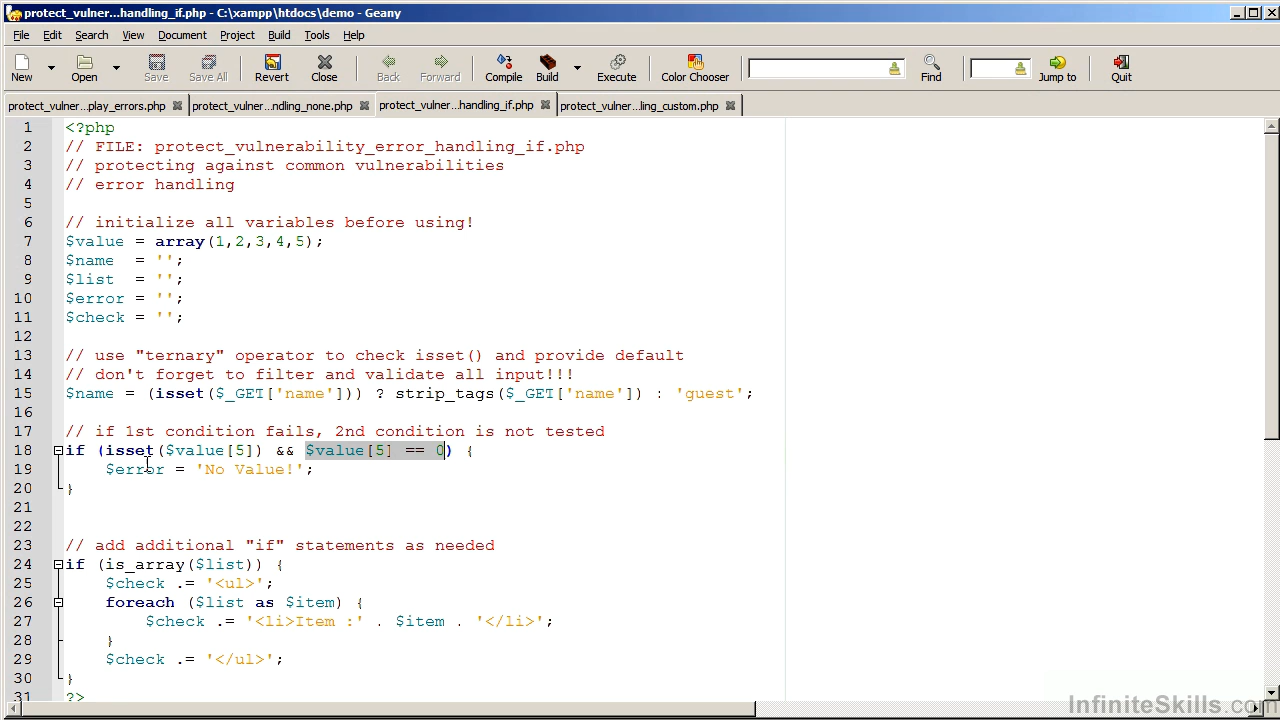 protect_vulner...handling_if.php - C:\xampp\htdocs\demo - Geany
File Edit Search View Document Project Build Tools Help
New Open Save Save All Revert Close Back Forward Compile Build Execute Color Chooser Find Jump to Quit
protect_vulner...play_errors.php protect_vulner...ndling_none.php protect_vulner...handling_if.php protect_vulner...ling_custom.php
1 <?php
2 // FILE: protect_vulnerability_error_handling_if.php
3 // protecting against common vulnerabilities
4 // error handling
5
6 // initialize all variables before using!
7 $value = array(1,2,3,4,5);
8 $name  = '';
9 $list  = '';
10 $error = '';
11 $check = '';
12
13 // use "ternary" operator to check isset() and provide default
14 // don't forget to filter and validate all input!!!
15 $name = (isset($_GET['name'])) ? strip_tags($_GET['name']) : 'guest';
16
17 // if 1st condition fails, 2nd condition is not tested
18 if (isset($value[5]) && $value[5] == 0) {
19     $error = 'No Value!';
20 }
21
22
23 // add additional "if" statements as needed
24 if (is_array($list)) {
25     $check .= '<ul>';
26     foreach ($list as $item) {
27         $check .= '<li>Item :' . $item . '</li>';
28     }
29     $check .= '</ul>';
30 }
31 ?>
InfiniteSkills.com